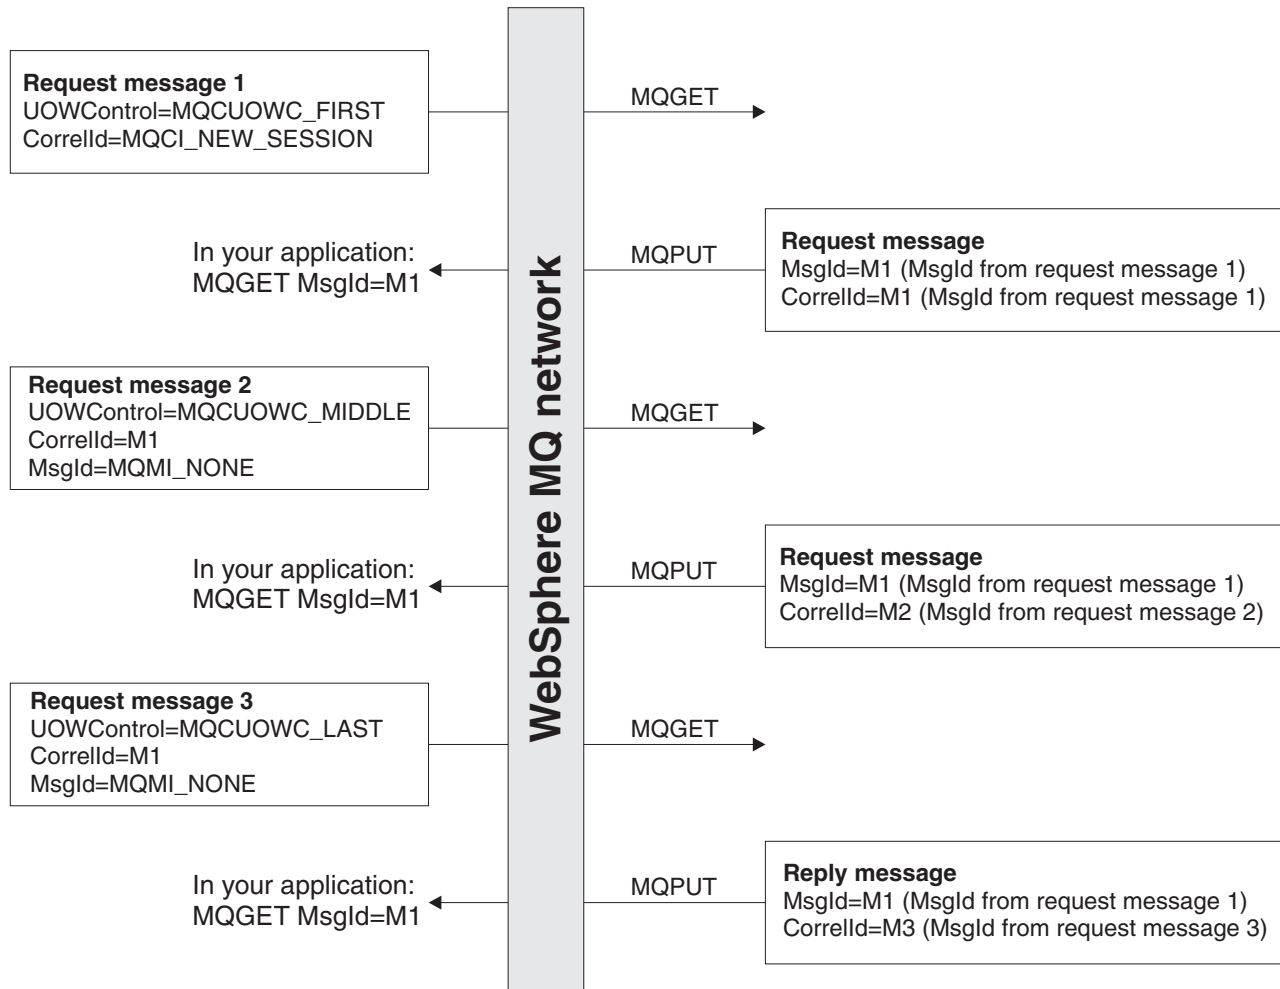 Request message 1
UOWControl=MQCUOWC_FIRST
CorrelId=MQCI_NEW_SESSION
MQGET
In your application:
MQGET MsgId=M1
MQPUT
Request message
MsgId=M1 (MsgId from request message 1)
CorrelId=M1 (MsgId from request message 1)
WebSphere MQ network
Request message 2
UOWControl=MQCUOWC_MIDDLE
CorrelId=M1
MsgId=MQMI_NONE
MQGET
In your application:
MQGET MsgId=M1
MQPUT
Request message
MsgId=M1 (MsgId from request message 1)
CorrelId=M2 (MsgId from request message 2)
Request message 3
UOWControl=MQCUOWC_LAST
CorrelId=M1
MsgId=MQMI_NONE
MQGET
In your application:
MQGET MsgId=M1
MQPUT
Reply message
MsgId=M1 (MsgId from request message 1)
CorrelId=M3 (MsgId from request message 3)